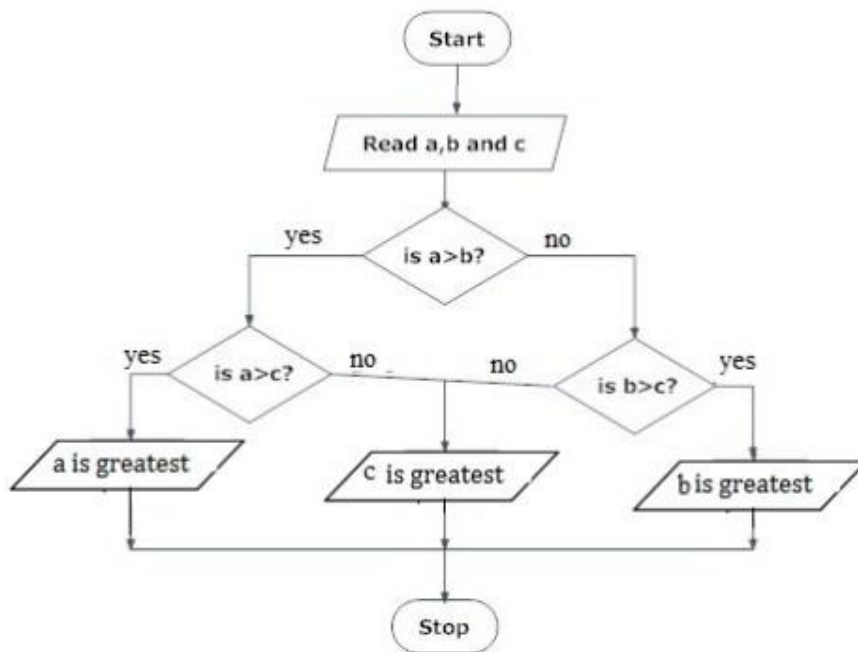 Start
Read a,b and c
yes
is a>b?
no
yes
is a>c?
no
no
is b>c?
yes
a is greatest
c is greatest
b is greatest
Stop